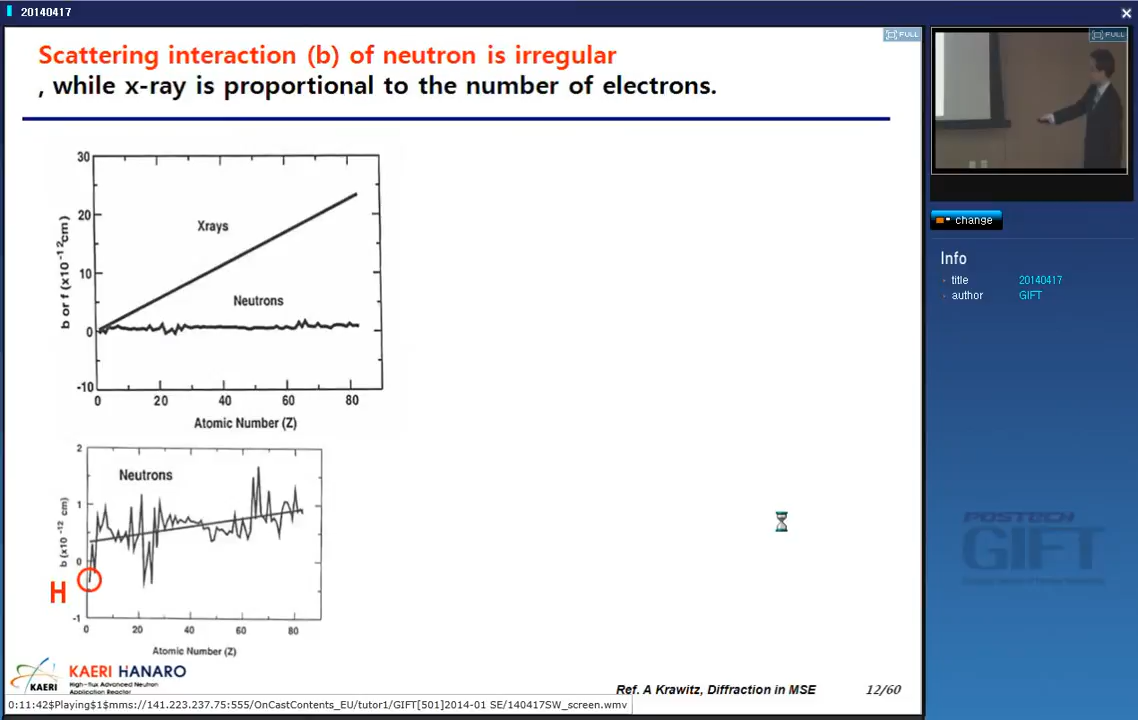 20140417
Scattering interaction (b) of neutron is irregular
, while x-ray is proportional to the number of electrons.
FULL
FULL
change
Info
title 20140417
author GIFT
30
20
10
0
-10
b or f (x10-12cm)
Xrays
Neutrons
0 20 40 60 80
Atomic Number (Z)
2
1
0
-1
b (x10 -12 cm)
Neutrons
H
0 20 40 60 80
Atomic Number (Z)
POSTECH
GIFT
KAERI
KAERI HANARO
High-flux Advanced Neutron
Application Reactor
Ref. A Krawitz, Diffraction in MSE
12/60
0:11:42$Playing$1$mms://141.223.237.75:555/OnCastContents_EU/tutor1/GIFT[501]2014-01 SE/140417SW_screen.wmv